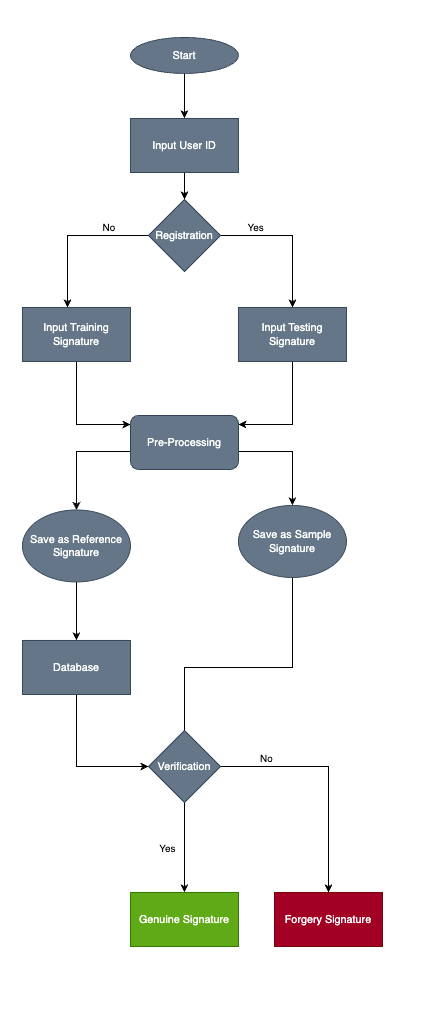 Start
Input User ID
Registration
No
Yes
Input Training
Signature
Input Testing
Signature
Pre-Processing
Save as Reference
Signature
Save as Sample
Signature
Database
Verification
No
Yes
Genuine Signature
Forgery Signature